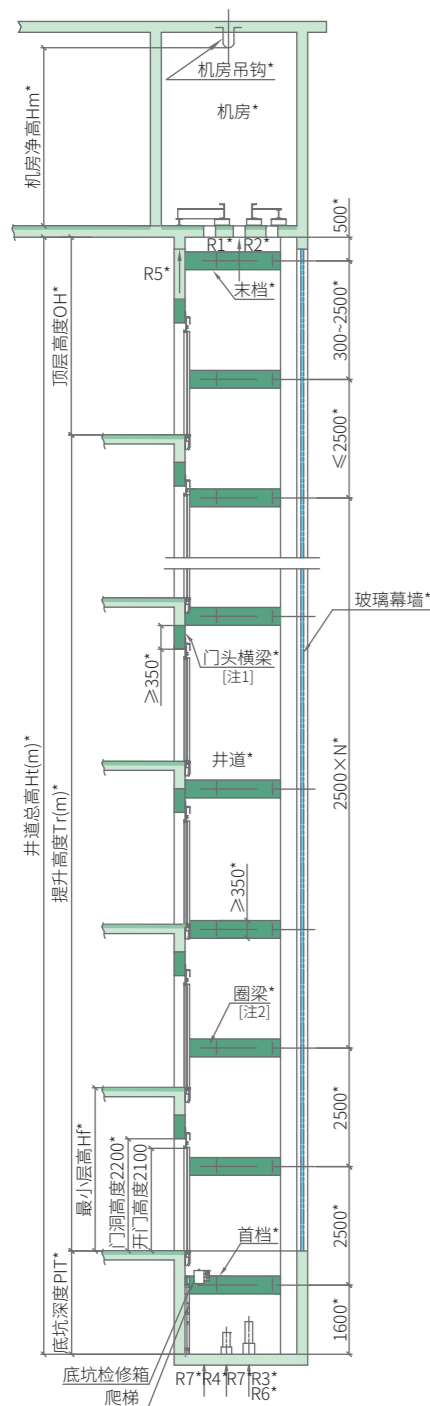 机房吊钩*
机房*
机房净高Hm*
500*
R1*
R2*
R5*
末档*
300~2500*
顶层高度OH*
≤2500*
玻璃幕墙*
门头横梁*
[注1]
≥350*
井道*
2500×N*
井道总高Ht(m)*
提升高度Tr(m)*
≥350*
圈梁*
[注2]
2500*
最小层高Hf*
门洞高度2200*
开门高度2100
2500*
首档*
底坑深度PIT*
1600*
底坑检修箱
爬梯
R7*R4*R7*R3*
R6*